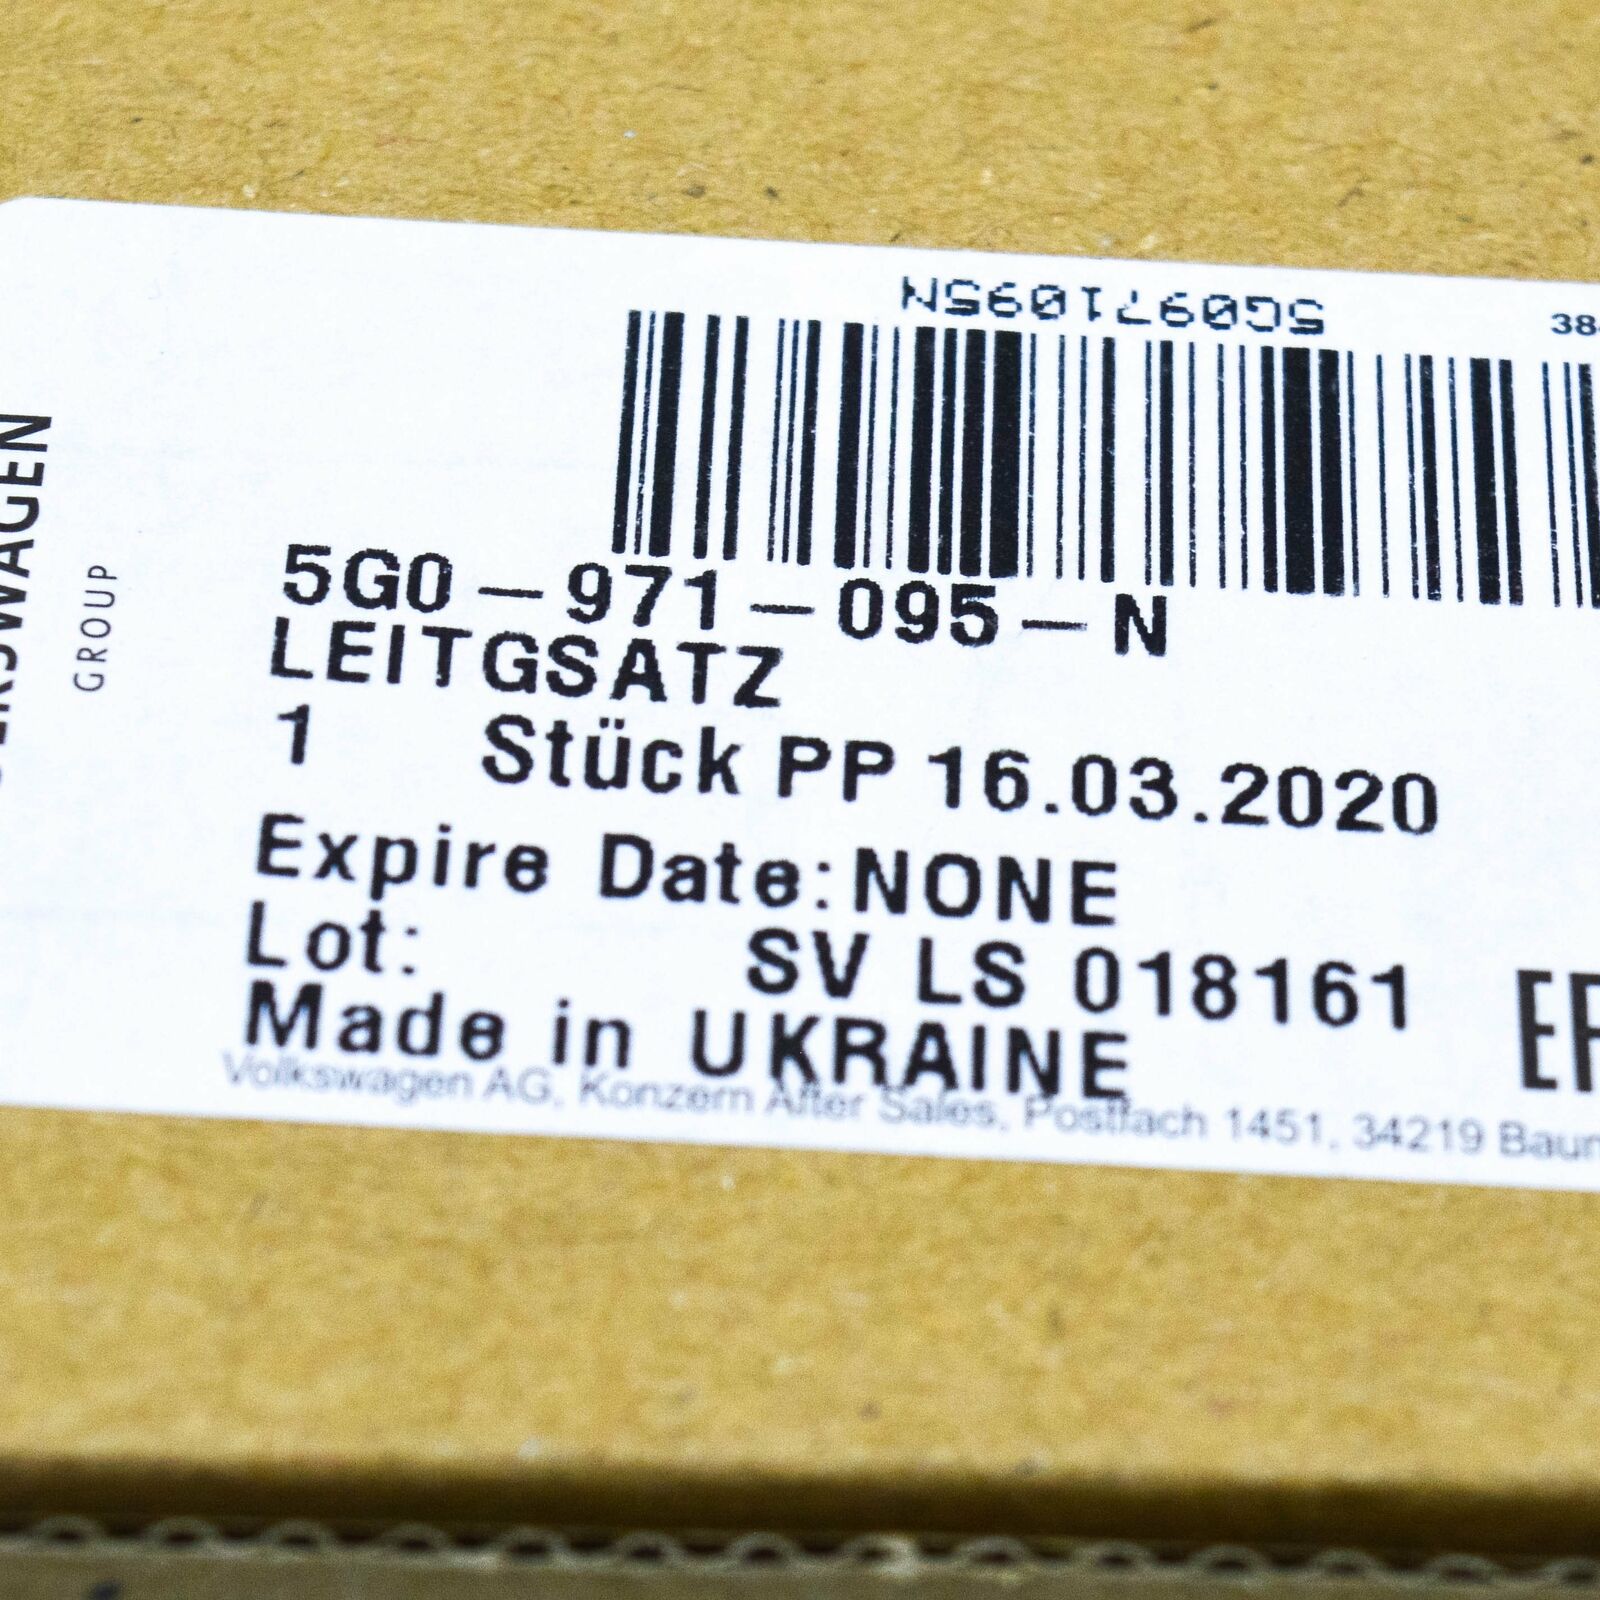 5G0971095N
5G0-971-095-N
LEITGSATZ
1 Stück PP 16.03.2020
Expire Date:NONE
Lot: SV LS 018161
Made in UKRAINE
Volkswagen AG, Konzern After Sales, Postfach 1451, 34219
GROUP